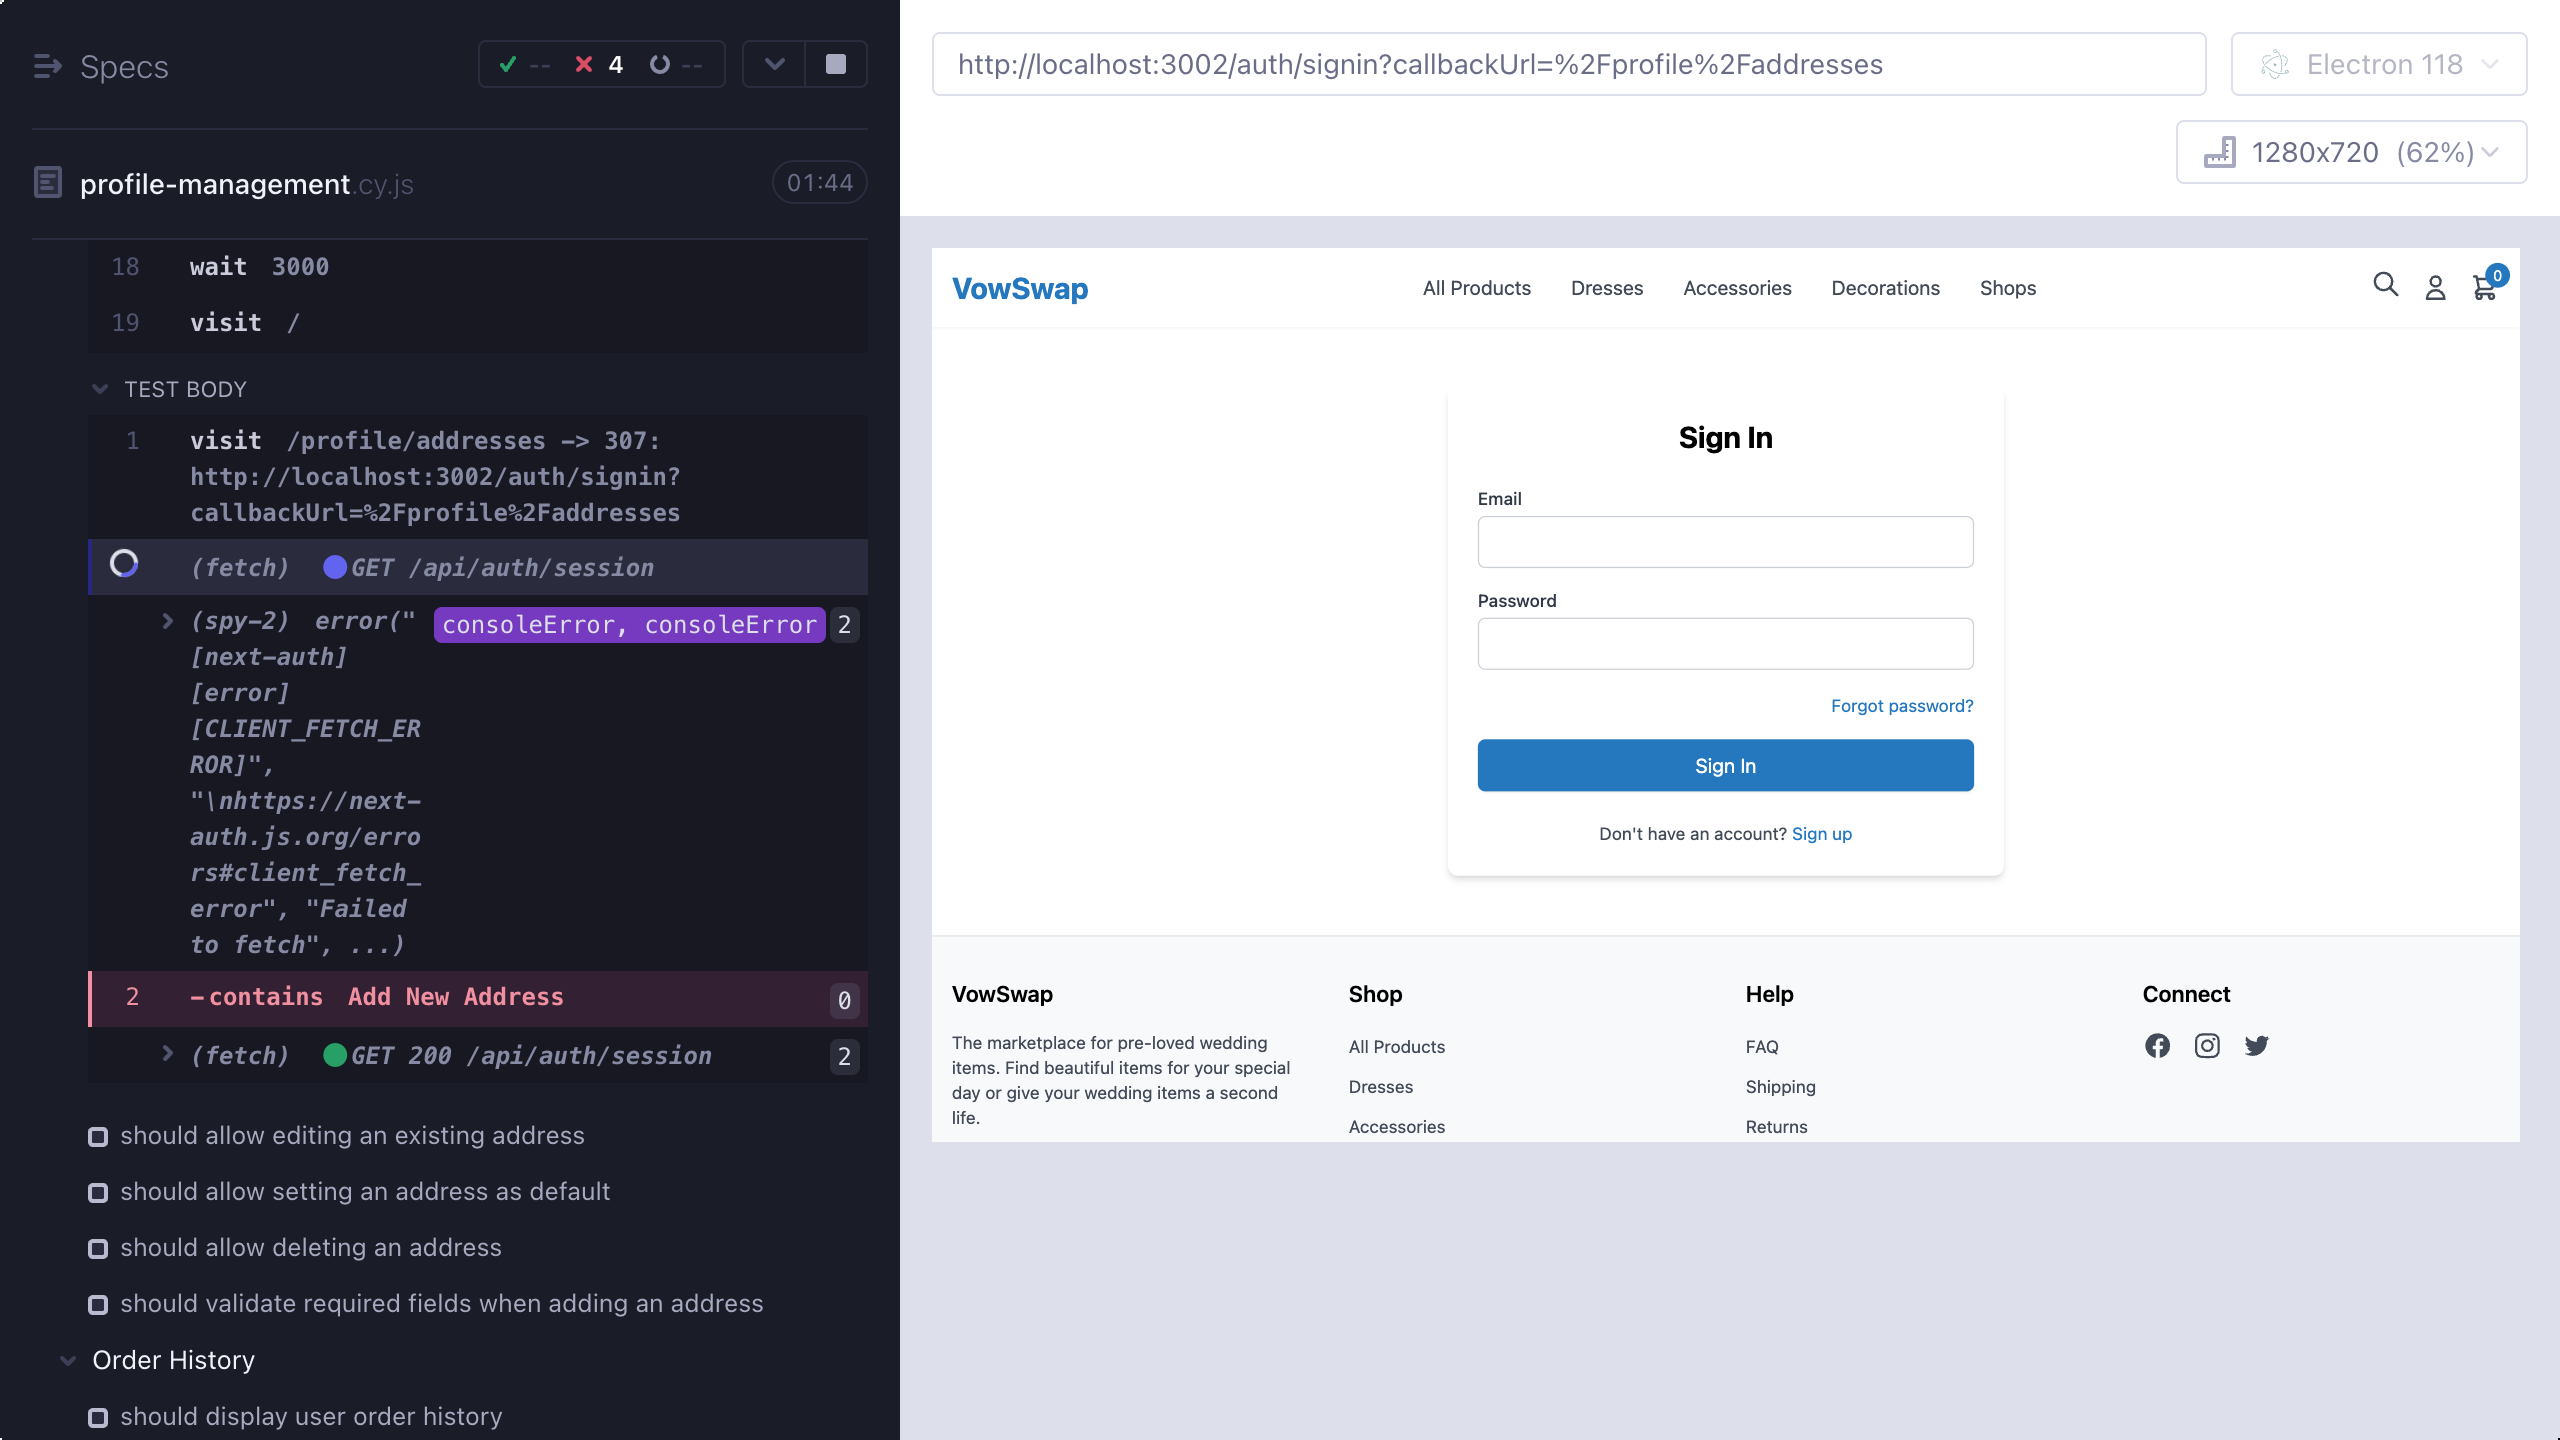 Specs
-- 4 --
profile-management.cy.js
01:44
18 wait 3000
19 visit /
TEST BODY
1 visit /profile/addresses -> 307:
http://localhost:3002/auth/signin?
callbackUrl=%2Fprofile%2Faddresses
(fetch) GET /api/auth/session
(spy-2) error(" consoleError, consoleError 2
[next-auth]
[error]
[CLIENT_FETCH_ER
ROR]",
"\nhttps://next-
auth.js.org/erro
rs#client_fetch_
error", "Failed
to fetch", ...)
2 -contains Add New Address 0
(fetch) GET 200 /api/auth/session 2
should allow editing an existing address
should allow setting an address as default
should allow deleting an address
should validate required fields when adding an address
Order History
should display user order history
http://localhost:3002/auth/signin?callbackUrl=%2Fprofile%2Faddresses
Electron 118
1280x720 (62%)
VowSwap
All Products Dresses Accessories Decorations Shops
0
Sign In
Email
Password
Forgot password?
Sign In
Don't have an account? Sign up
VowSwap
The marketplace for pre-loved wedding
items. Find beautiful items for your special
day or give your wedding items a second
life.
Shop
All Products
Dresses
Accessories
Help
FAQ
Shipping
Returns
Connect